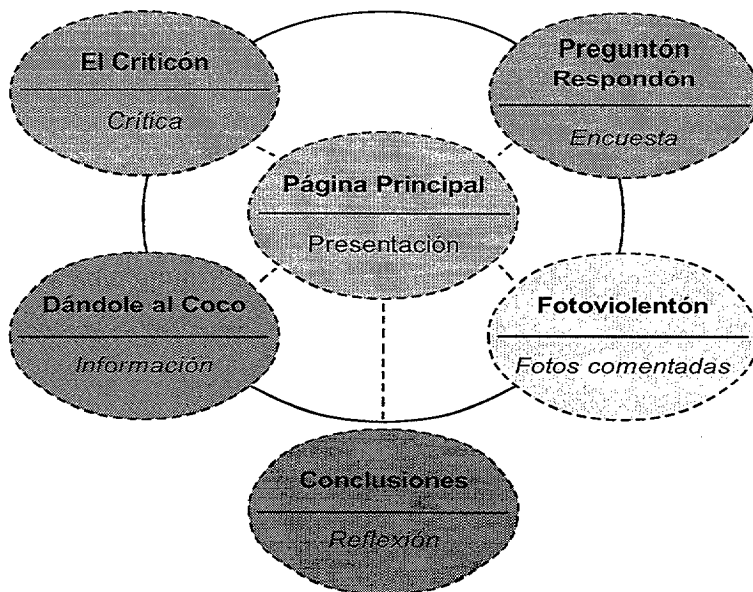 El Criticón
Crítica
Preguntón
Respondón
Encuesta
Página Principal
Presentación
Dándole al Coco
Información
Fotoviolentón
Fotos comentadas
Conclusiones
Reflexión